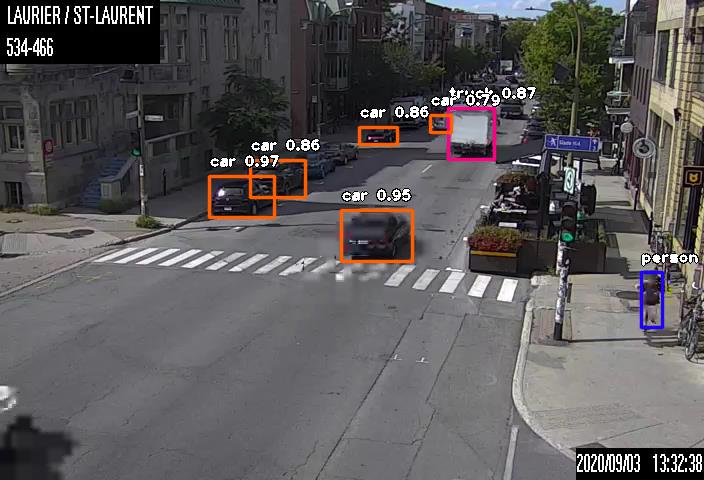 LAURIER / ST-LAURENT
534-466
truck 0.87
car 0.79
car 0.86
car 0.86
car 0.97
car 0.95
person
2020/09/03 13:32:38